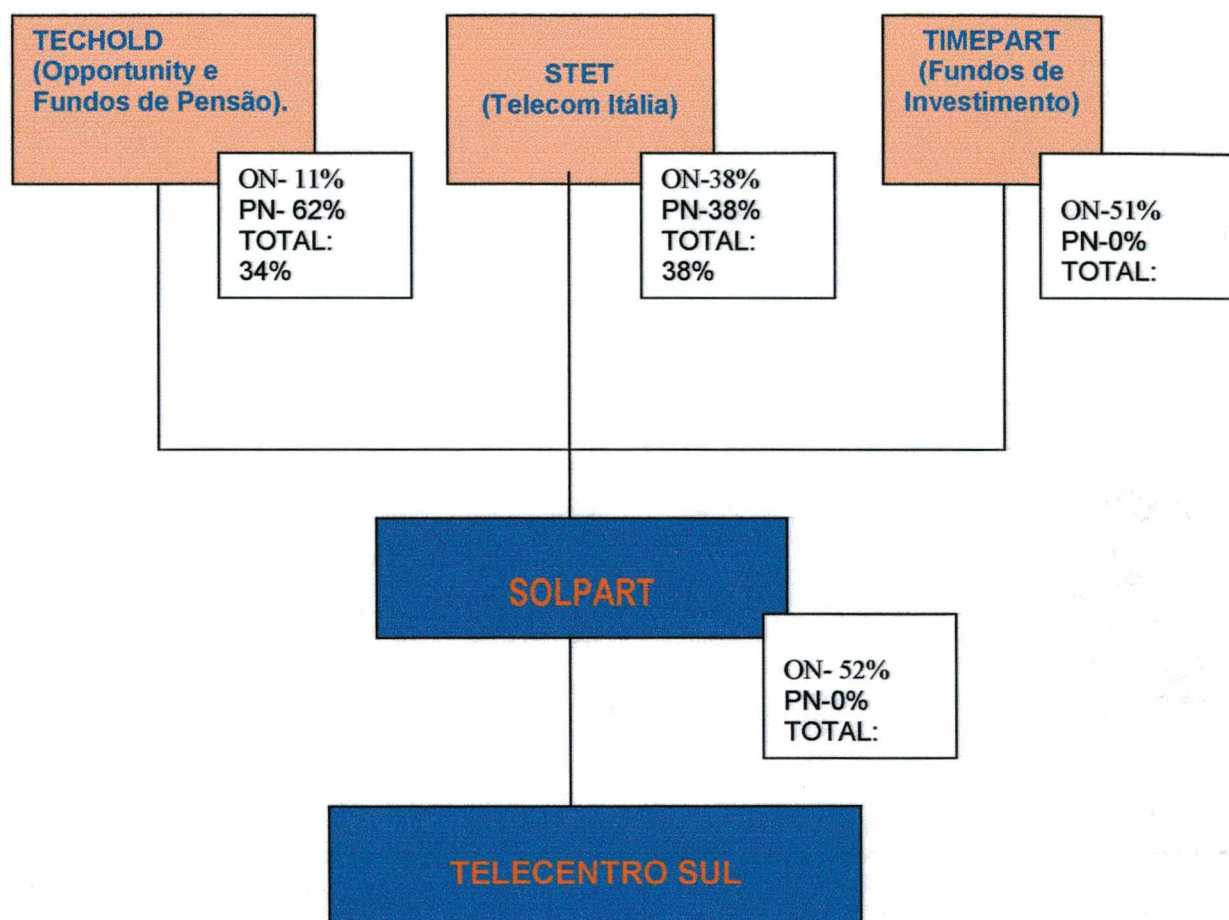 TECHOLD
(Opportunity e
Fundos de Pensão).
ON- 11%
PN- 62%
TOTAL:
34%
STET
(Telecom Itália)
ON-38%
PN-38%
TOTAL:
38%
TIMEPART
(Fundos de
Investimento)
ON-51%
PN-0%
TOTAL:
SOLPART
ON- 52%
PN-0%
TOTAL:
TELECENTRO SUL